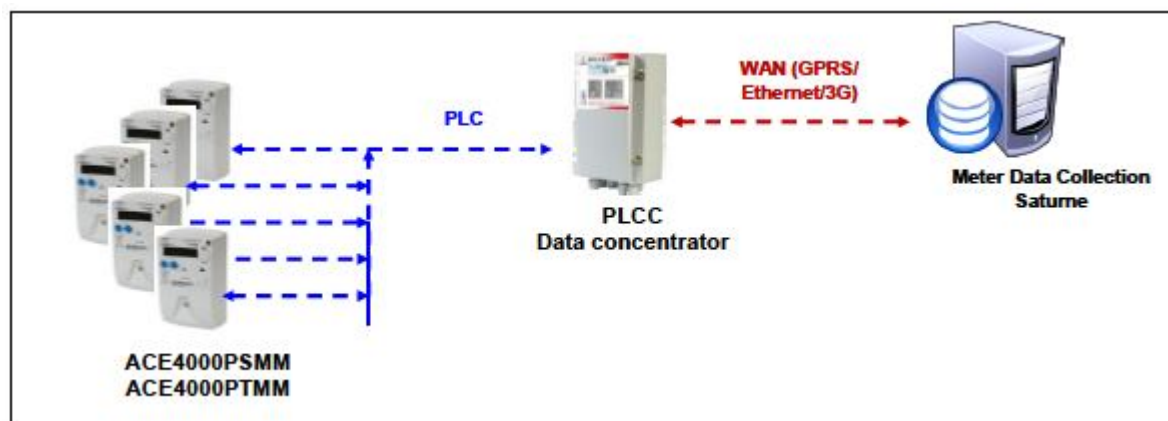 PLC
WAN (GPRS/
Ethernet/3G)
PLCC
Data concentrator
Meter Data Collection
Saturne
ACE4000PSMM
ACE4000PTMM